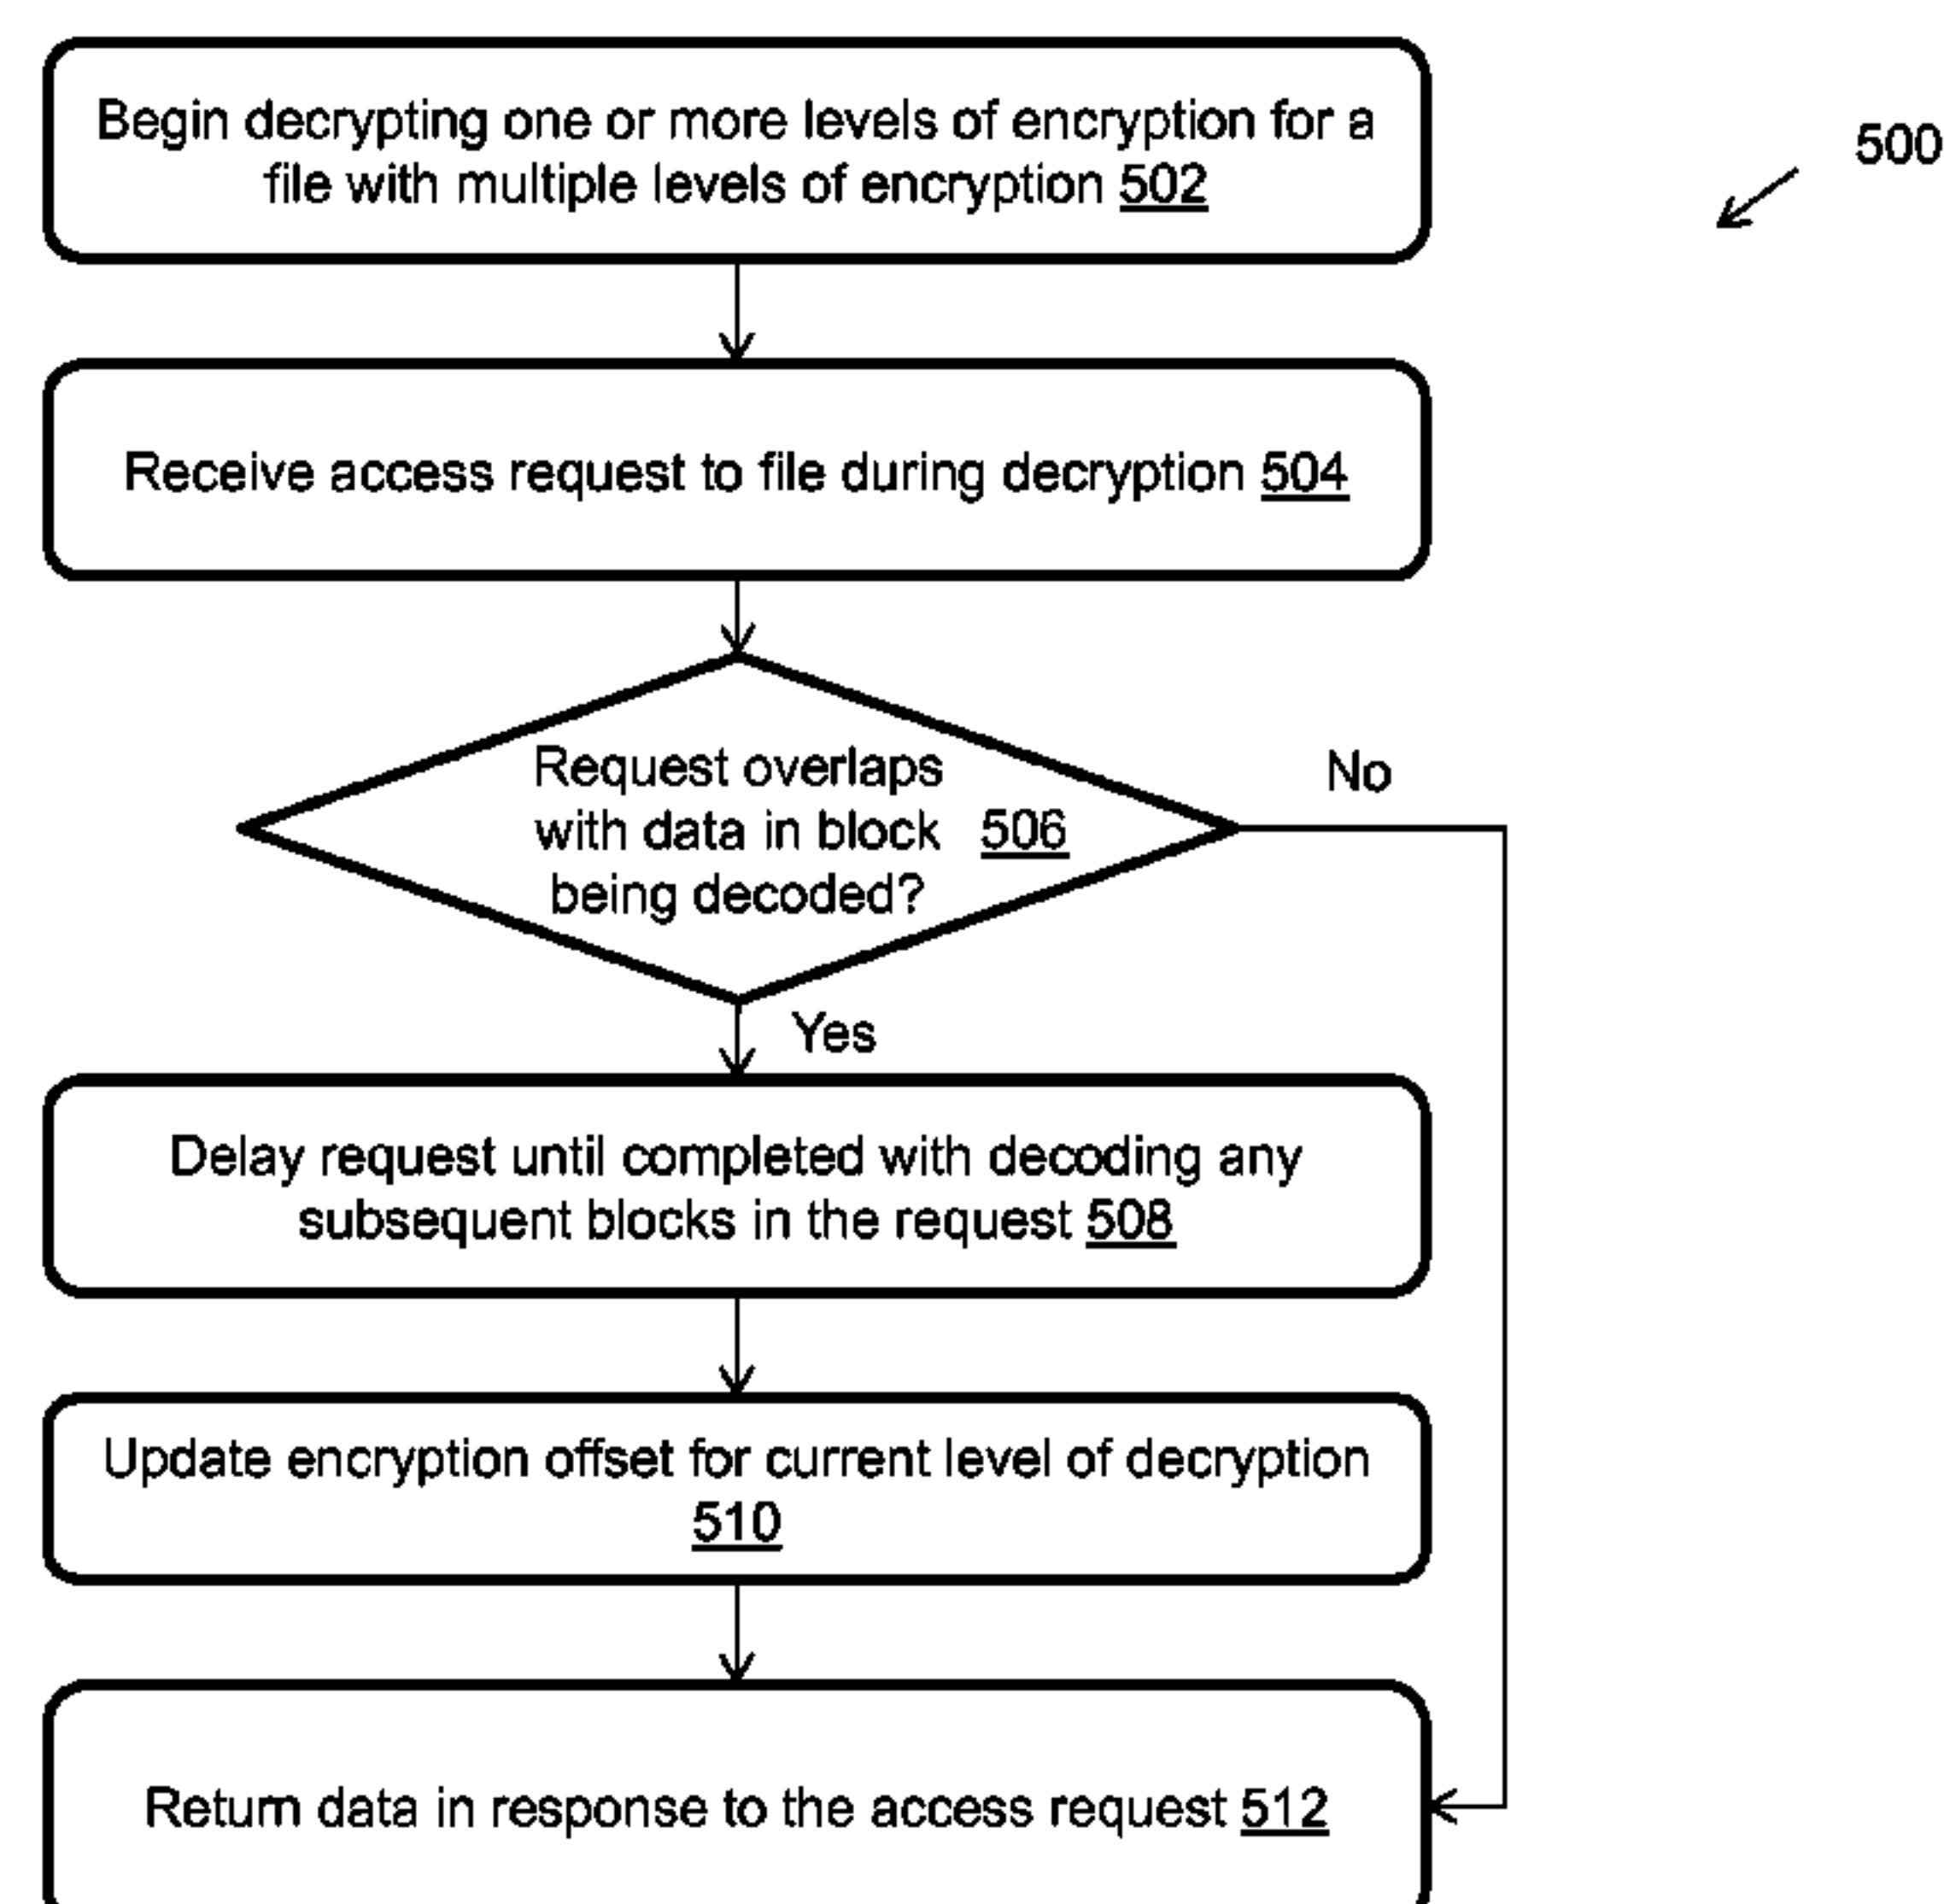 Begin decrypting one or more levels of encryption for a
file with multiple levels of encryption 502
500
Receive access request to file during decryption 504
Request overlaps
with data in block 506
being decoded?
No
Yes
Delay request until completed with decoding any
subsequent blocks in the request 508
Update encryption offset for current level of decryption
510
Return data in response to the access request 512